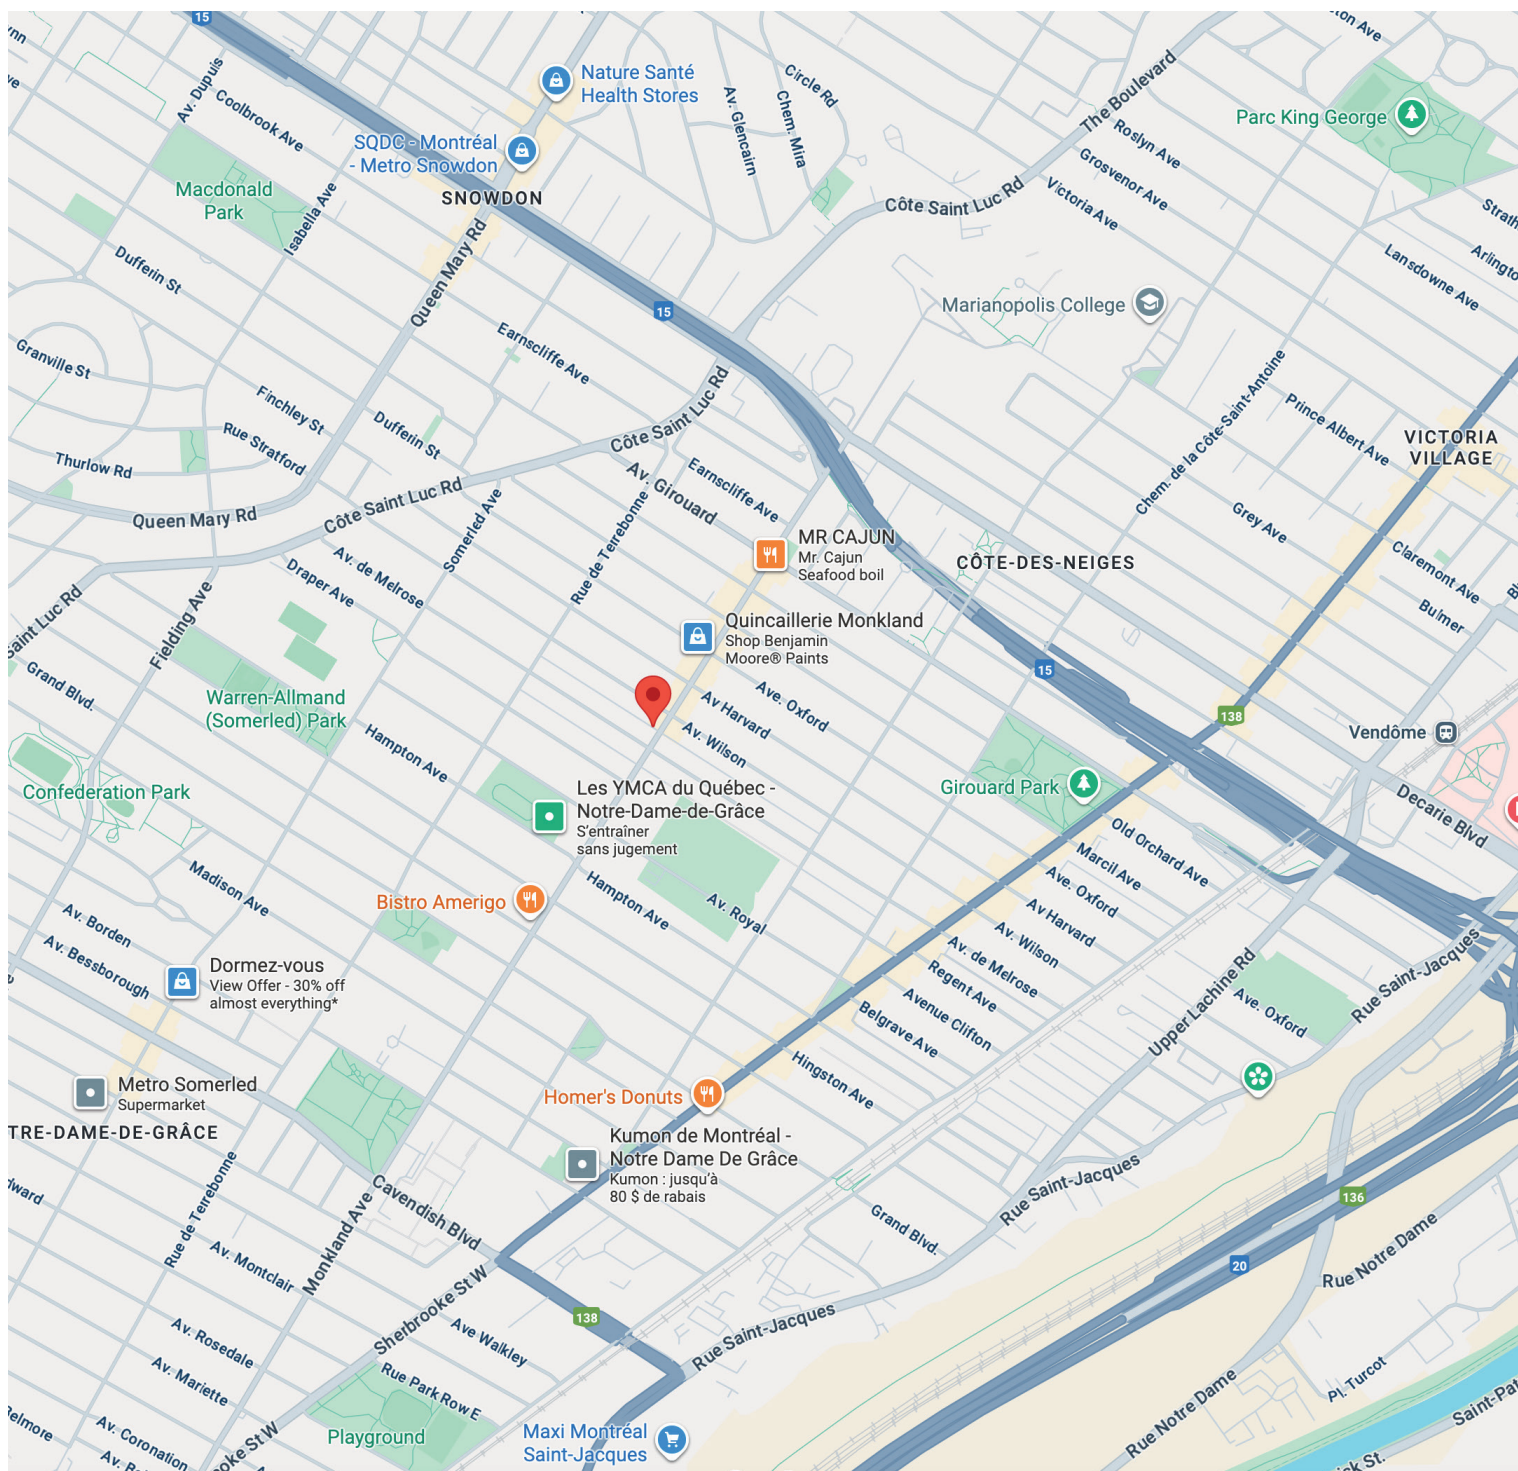 15
ton Ave
ynn
Av. Dupuis
Nature Santé
Health Stores
Circle Rd
The Boulevard
Av. Glencairn
Chem. Mira
Coolbrook Ave
Parc King George
Roslyn Ave
SQDC - Montréal
- Metro Snowdon
Grosvenor Ave
Macdonald
Park
SNOWDON
Côte Saint Luc Rd
Victoria Ave
Strath
Isabella Ave
Queen Mary Rd
Dufferin St
Lansdowne Ave
Arlingto
Marianopolis College
15
Earnscliffe Ave
Granville St
Chem. de la Côte-Saint-Antoine
Finchley St
Côte Saint Luc Rd
Prince Albert Ave
Dufferin St
Rue Stratford
VICTORIA
VILLAGE
Thurlow Rd
Av. Girouard
Earnscliffe Ave
Côte Saint Luc Rd
Queen Mary Rd
Somerled Ave
Rue de Terrebonne
Grey Ave
MR CAJUN
Mr. Cajun
Seafood boil
CÔTE-DES-NEIGES
Av. de Melrose
Draper Ave
Claremont Ave
Bulmer
Saint Luc Rd
Fielding Ave
Quincaillerie Monkland
Shop Benjamin
Moore® Paints
Grand Blvd.
15
Warren-Allmand
(Somerled) Park
Ave. Oxford
Av Harvard
Av. Wilson
138
Vendôme
Hampton Ave
Confederation Park
Les YMCA du Québec -
Notre-Dame-de-Grâce
S'entraîner
sans jugement
Girouard Park
Decarie Blvd
Old Orchard Ave
Marcil Ave
Ave. Oxford
Madison Ave
Hampton Ave
Av. Royal
Bistro Amerigo
Av Harvard
Av. Borden
Av. Wilson
Av. Bessborough
Av. de Melrose
Rue Saint-Jacques
Dormez-vous
View Offer - 30% off
almost everything*
Regent Ave
Upper Lachine Rd
Avenue Clifton
Ave. Oxford
Belgrave Ave
Hingston Ave
Metro Somerled
Supermarket
Homer's Donuts
TRE-DAME-DE-GRÂCE
Kumon de Montréal -
Notre Dame De Grâce
Kumon : jusqu'à
80 $ de rabais
Rue Saint-Jacques
dward
Rue de Terrebonne
Cavendish Blvd
136
Monkland Ave
Grand Blvd.
Av. Montclair
20
Rue Notre Dame
Sherbrooke St W
138
Ave Walkley
Av. Rosedale
Rue Saint-Jacques
Av. Mariette
Rue Park Row E
Pl. Turcot
Rue Notre Dame
Belmore
Av. Coronation
Playground
Maxi Montréal
Saint-Jacques
Saint-Pat
oke St W
ck St.